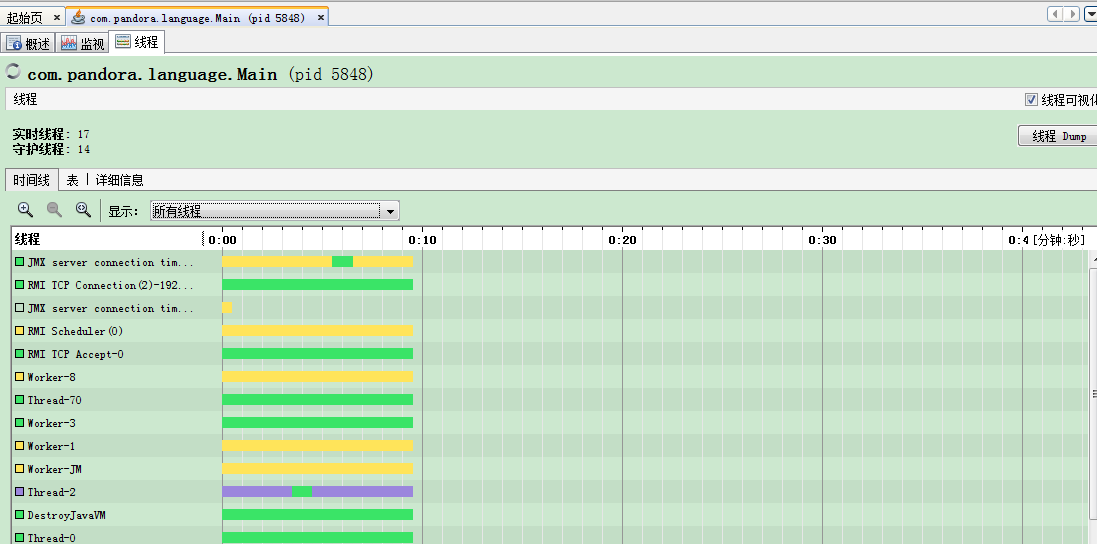 起始页 × com.pandora.language.Main (pid 5848) ×
概述 监视 线程
com.pandora.language.Main (pid 5848)
线程 线程可视化
实时线程: 17
守护线程: 14
线程 Dump
时间线 表 详细信息
显示: 所有线程
线程 0:00 0:10 0:20 0:30 0:4 [分钟:秒]
JMX server connection tim...
RMI TCP Connection(2)-192...
JMX server connection tim...
RMI Scheduler(0)
RMI TCP Accept-0
Worker-8
Thread-70
Worker-3
Worker-1
Worker-JM
Thread-2
DestroyJavaVM
Thread-0